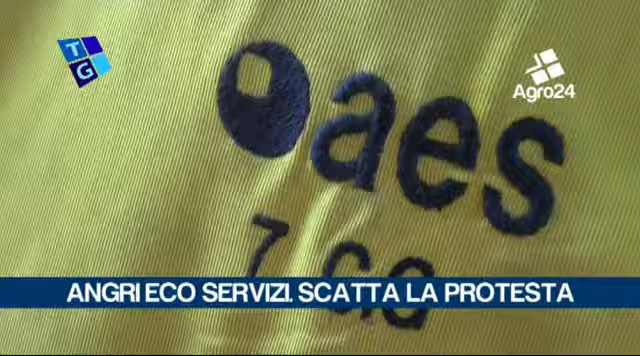 TG
Agro24
aes
ANGRI ECO SERVIZI. SCATTA LA PROTESTA